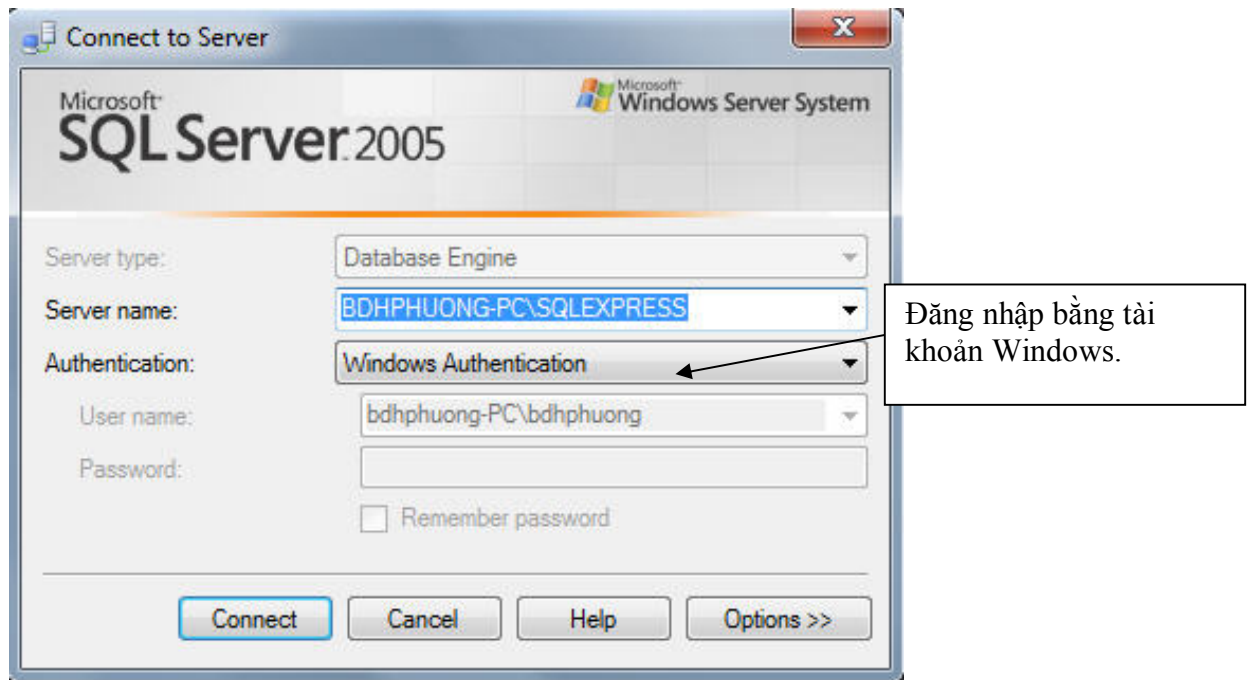 Connect to Server
X
Microsoft
SQL Server 2005
Microsoft
Windows Server System
Server type:
Database Engine
Server name:
BDHPHUONG-PC\SQLEXPRESS
Authentication:
Windows Authentication
User name:
bdhphuong-PC\bdhphuong
Password:
Remember password
Connect
Cancel
Help
Options >>
Đăng nhập bằng tài
khoản Windows.